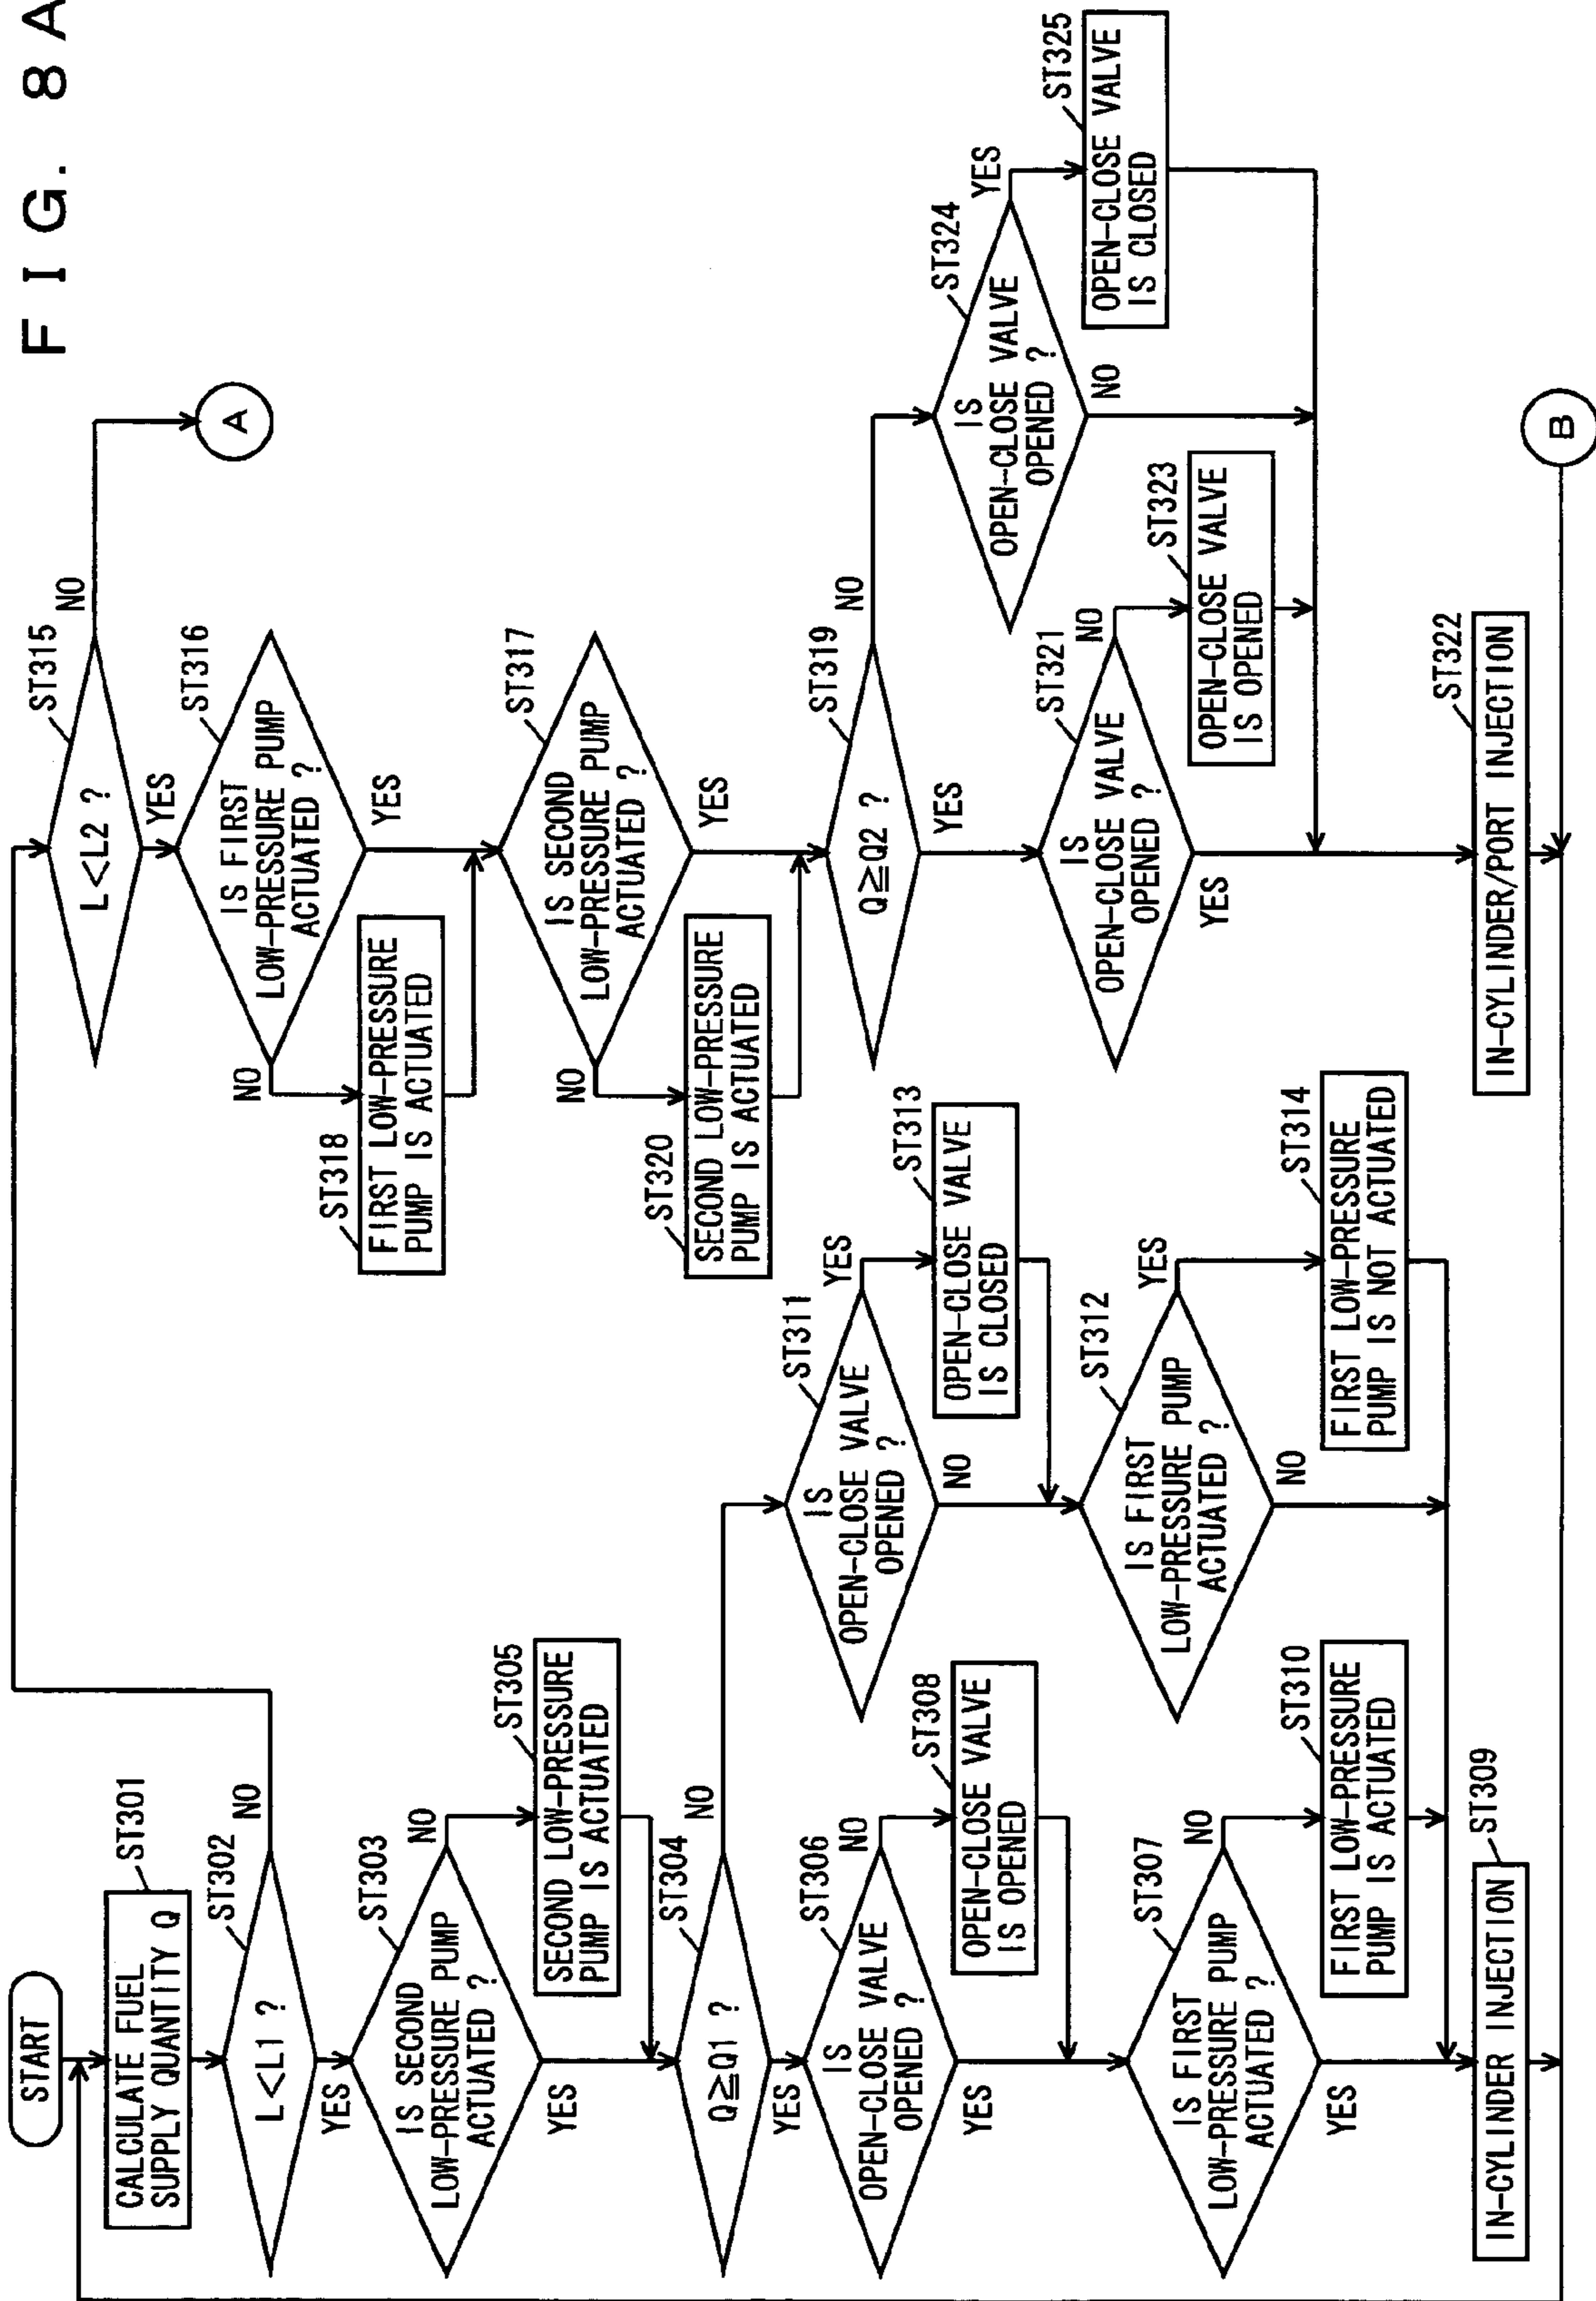 FIG. 8A
START
CALCULATE FUEL
SUPPLY QUANTITY Q
ST301
L<L1 ?
ST302
NO
YES
IS SECOND
LOW-PRESSURE PUMP
ACTUATED ?
ST303
NO
YES
SECOND LOW-PRESSURE
PUMP IS ACTUATED
ST305
Q≧Q1 ?
ST304
NO
YES
IS
OPEN-CLOSE VALVE
OPENED ?
ST306
NO
YES
OPEN-CLOSE VALVE
IS OPENED
ST308
IS FIRST
LOW-PRESSURE PUMP
ACTUATED ?
ST307
NO
YES
FIRST LOW-PRESSURE
PUMP IS ACTUATED
ST310
IN-CYLINDER INJECTION
ST309
IS
OPEN-CLOSE VALVE
OPENED ?
ST311
YES
NO
OPEN-CLOSE VALVE
IS CLOSED
ST313
IS FIRST
LOW-PRESSURE PUMP
ACTUATED ?
ST312
YES
NO
FIRST LOW-PRESSURE
PUMP IS NOT ACTUATED
ST314
L<L2 ?
ST315
NO
YES
A
IS FIRST
LOW-PRESSURE PUMP
ACTUATED ?
ST316
NO
YES
ST318
FIRST LOW-PRESSURE
PUMP IS ACTUATED
IS SECOND
LOW-PRESSURE PUMP
ACTUATED ?
ST317
NO
YES
ST320
SECOND LOW-PRESSURE
PUMP IS ACTUATED
Q≧Q2 ?
ST319
NO
YES
IS
OPEN-CLOSE VALVE
OPENED ?
ST321
NO
YES
OPEN-CLOSE VALVE
IS OPENED
ST323
IS
OPEN-CLOSE VALVE
OPENED ?
ST324
YES
NO
OPEN-CLOSE VALVE
IS CLOSED
ST325
IN-CYLINDER/PORT INJECTION
ST322
B